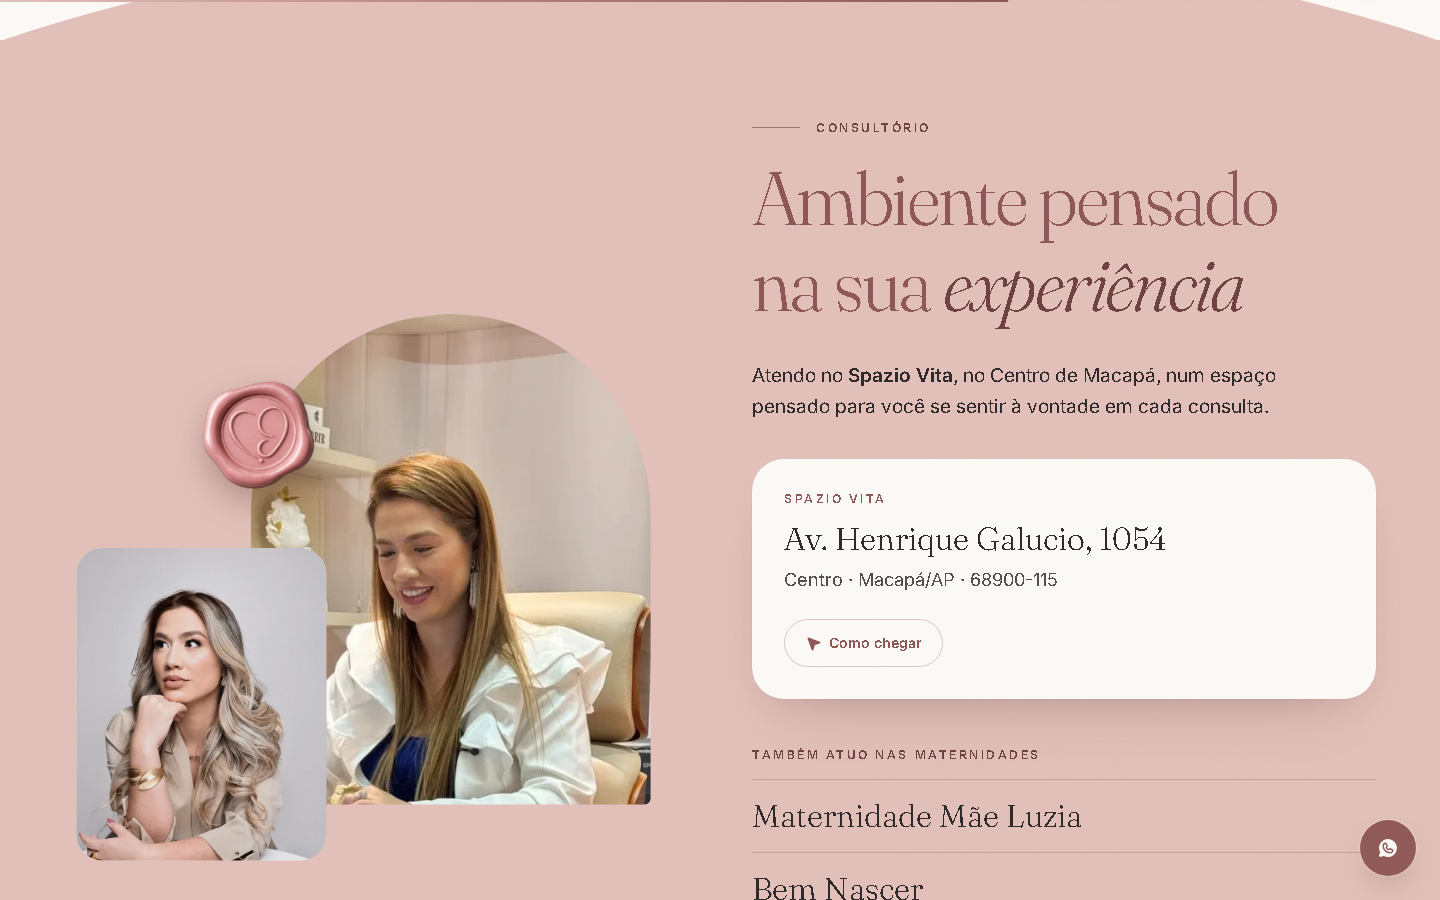 CONSULTÓRIO
Ambiente pensado
na sua experiência
Atendo no Spazio Vita, no Centro de Macapá, num espaço
pensado para você se sentir à vontade em cada consulta.
SPAZIO VITA
Av. Henrique Galucio, 1054
Centro · Macapá/AP · 68900-115
Como chegar
TAMBÉM ATUO NAS MATERNIDADES
Maternidade Mãe Luzia
Bem Nascer